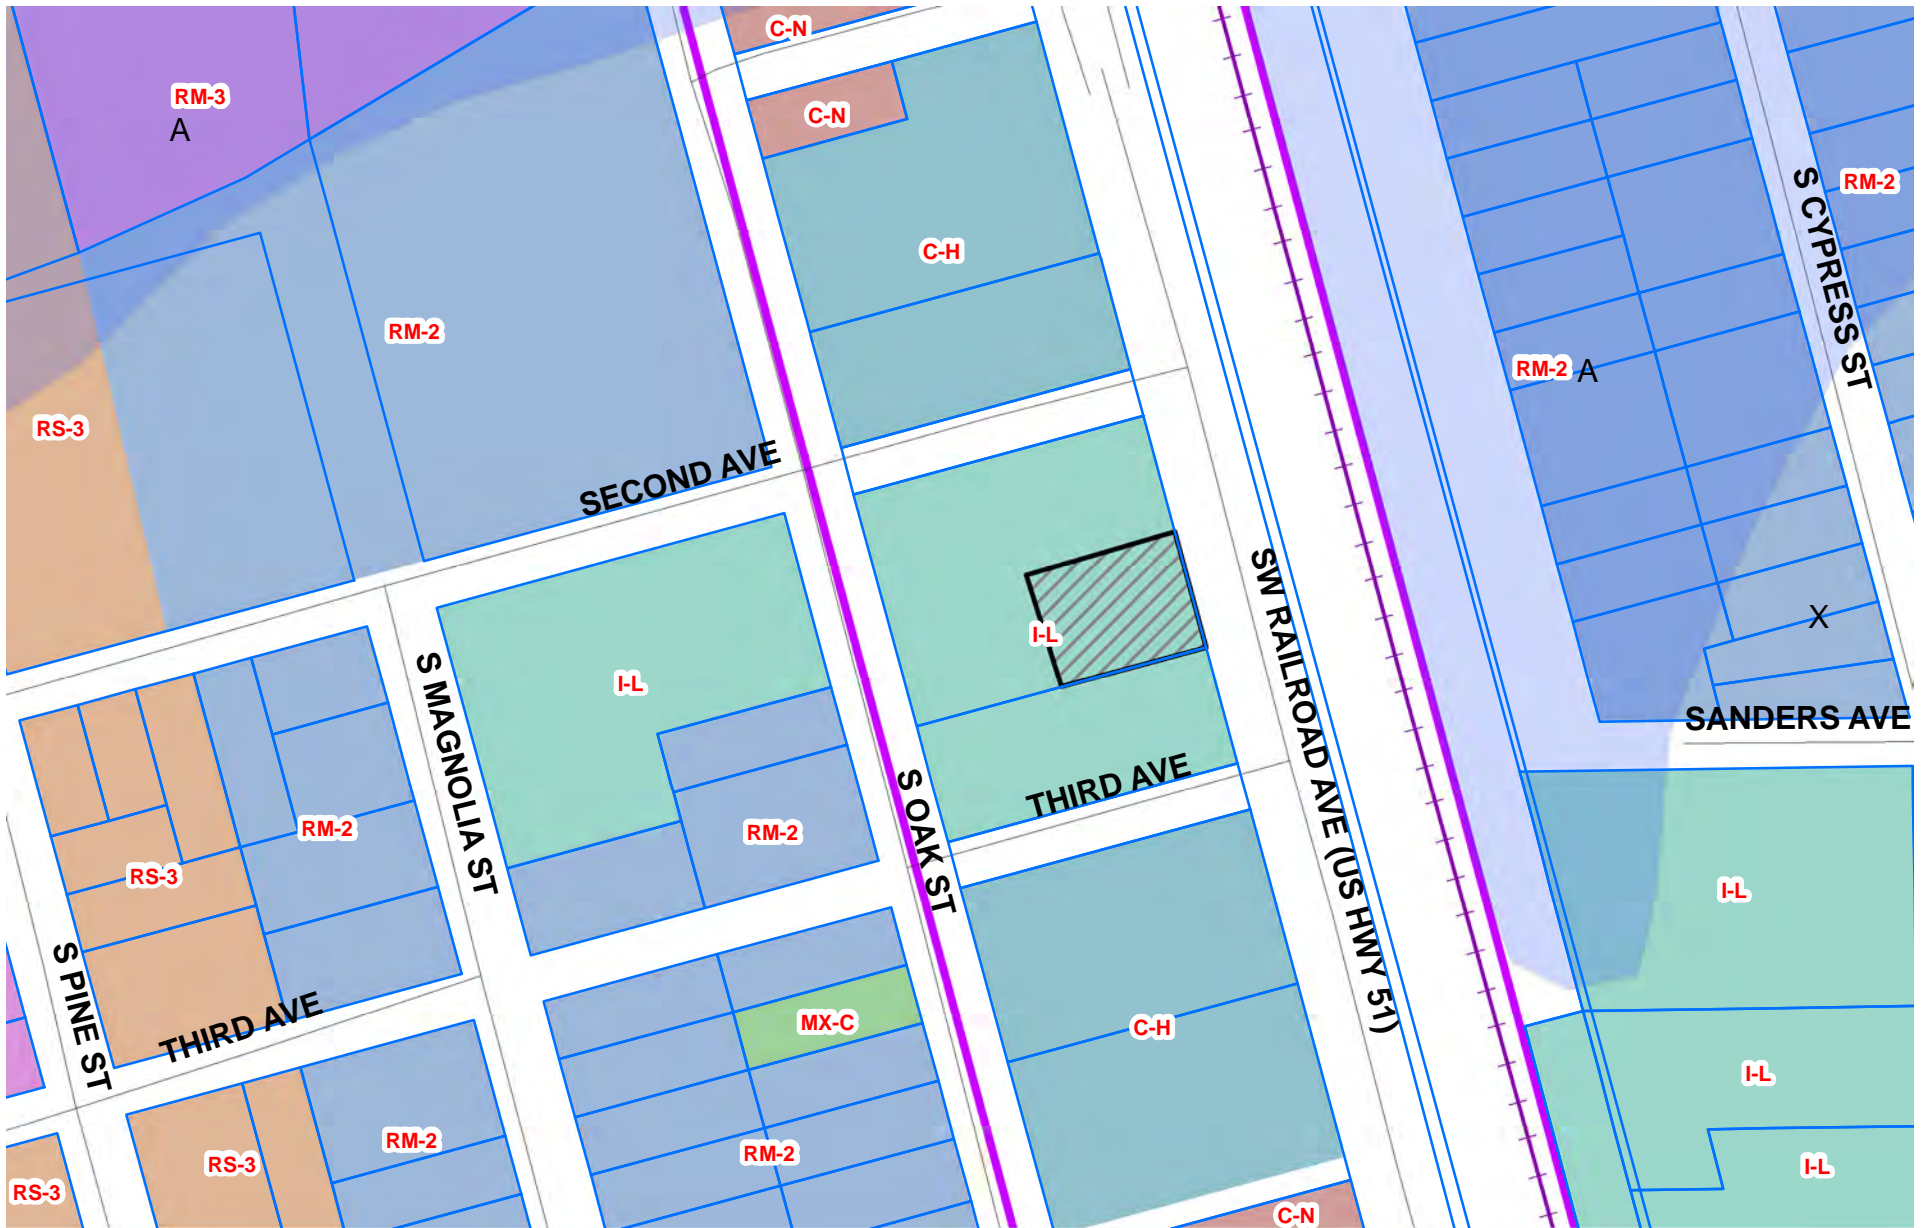 C-N
RM-3
A
C-N
RM-2
S CYPRESS ST
C-H
RM-2
RM-2 A
RS-3
SECOND AVE
SW RAILROAD AVE (US HWY 51)
X
I-L
I-L
S MAGNOLIA ST
SANDERS AVE
THIRD AVE
S OAK ST
RM-2
RM-2
RS-3
I-L
S PINE ST
THIRD AVE
MX-C
C-H
I-L
RM-2
RM-2
RS-3
I-L
RS-3
C-N